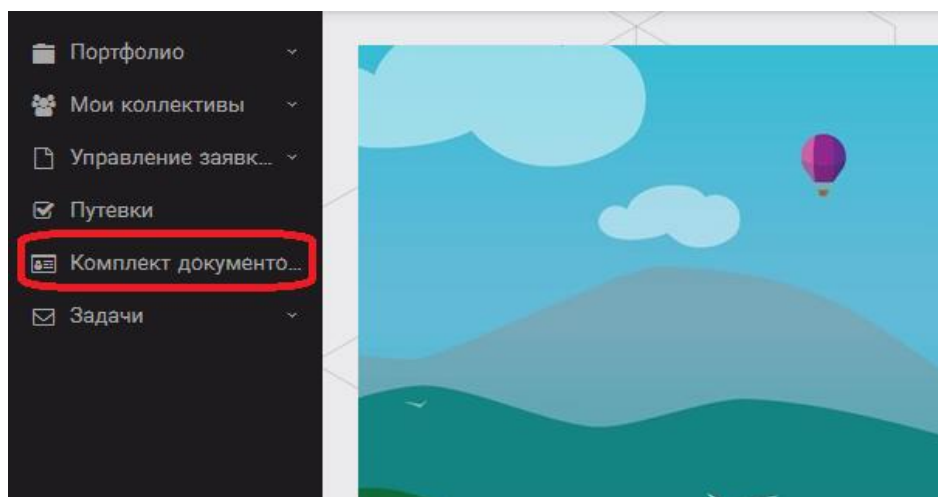 Портфолио
Мои коллективы
Управление заявк...
Путевки
Комплект документо...
Задачи